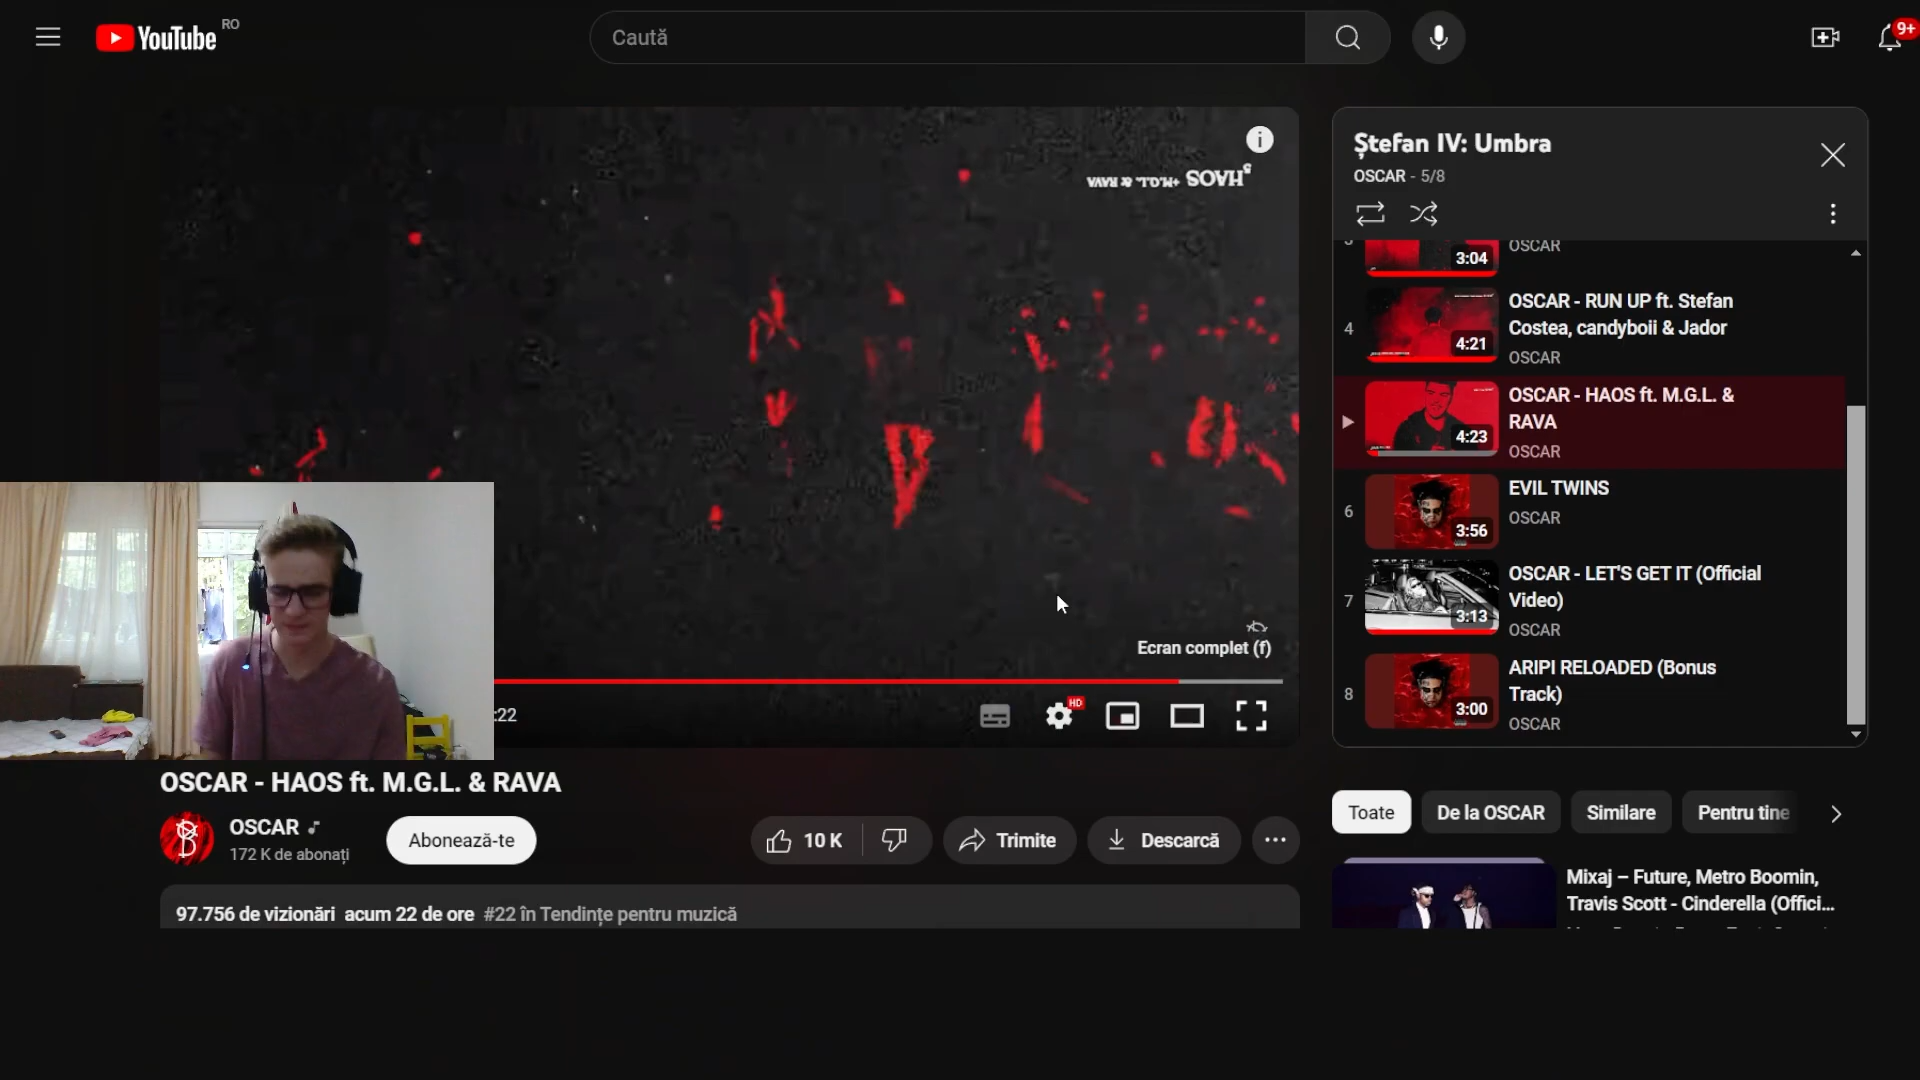 YouTube RO
Caută
9+
HAOS
+M.G.L. & RAVA
Ecran complet (f)
:22
HD
OSCAR - HAOS ft. M.G.L. & RAVA
OSCAR
172 K de abonați
Abonează-te
10 K
Trimite
Descarcă
97.756 de vizionări acum 22 de ore #22 în Tendințe pentru muzică
Ștefan IV: Umbra
OSCAR - 5/8
3:04
OSCAR
4
4:21
OSCAR - RUN UP ft. Stefan
Costea, candyboii & Jador
OSCAR
4:23
OSCAR - HAOS ft. M.G.L. &
RAVA
OSCAR
6
3:56
EVIL TWINS
OSCAR
7
3:13
OSCAR - LET'S GET IT (Official
Video)
OSCAR
8
3:00
ARIPI RELOADED (Bonus
Track)
OSCAR
Toate
De la OSCAR
Similare
Pentru tine
Mixaj – Future, Metro Boomin,
Travis Scott - Cinderella (Offici...